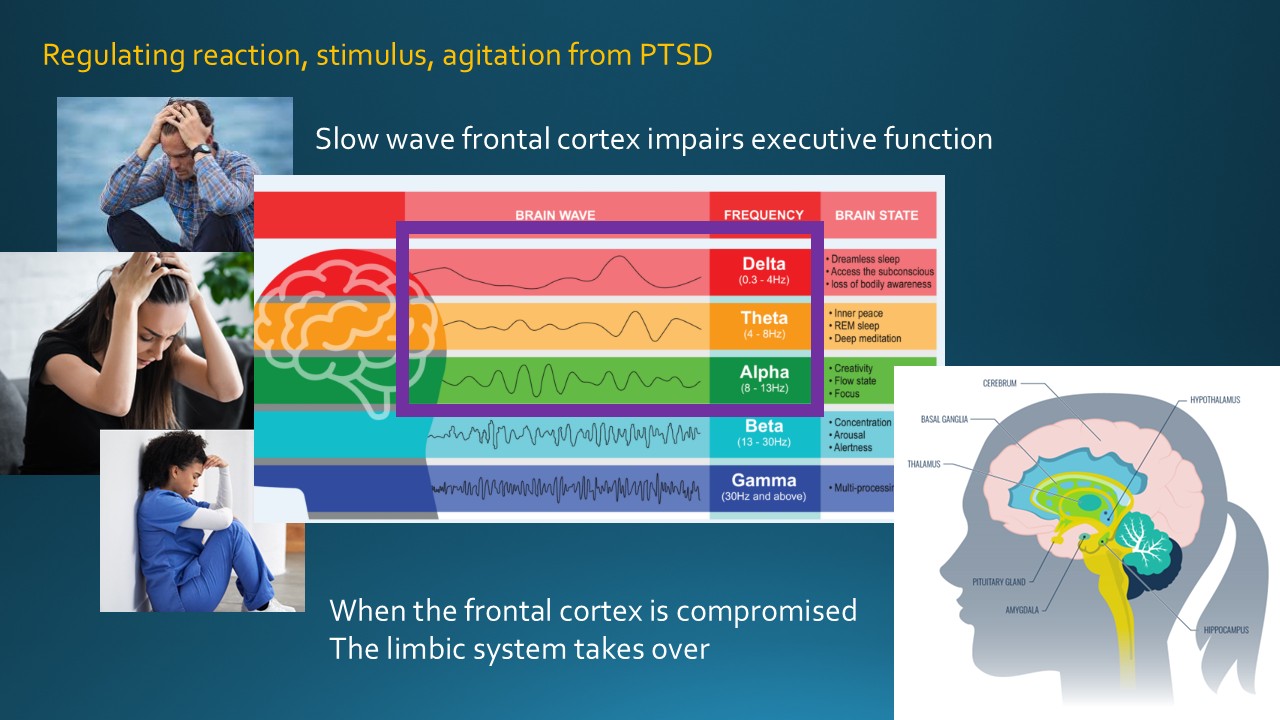 Regulating reaction, stimulus, agitation from PTSD
Slow wave frontal cortex impairs executive function
BRAIN WAVE FREQUENCY BRAIN STATE
Delta
(0.3 - 4Hz)
• Dreamless sleep
• Access the subconscious
• loss of bodily awareness
Theta
(4 - 8Hz)
• Inner peace
• REM sleep
• Deep meditation
Alpha
(8 - 13Hz)
• Creativity
• Flow state
• Focus
Beta
(13 - 30Hz)
• Concentration
• Arousal
• Alertness
Gamma
(30Hz and above)
• Multi-processin
CEREBRUM
HYPOTHALAMUS
BASAL GANGLIA
THALAMUS
PITUITARY GLAND
AMYGDALA
HIPPOCAMPUS
When the frontal cortex is compromised
The limbic system takes over